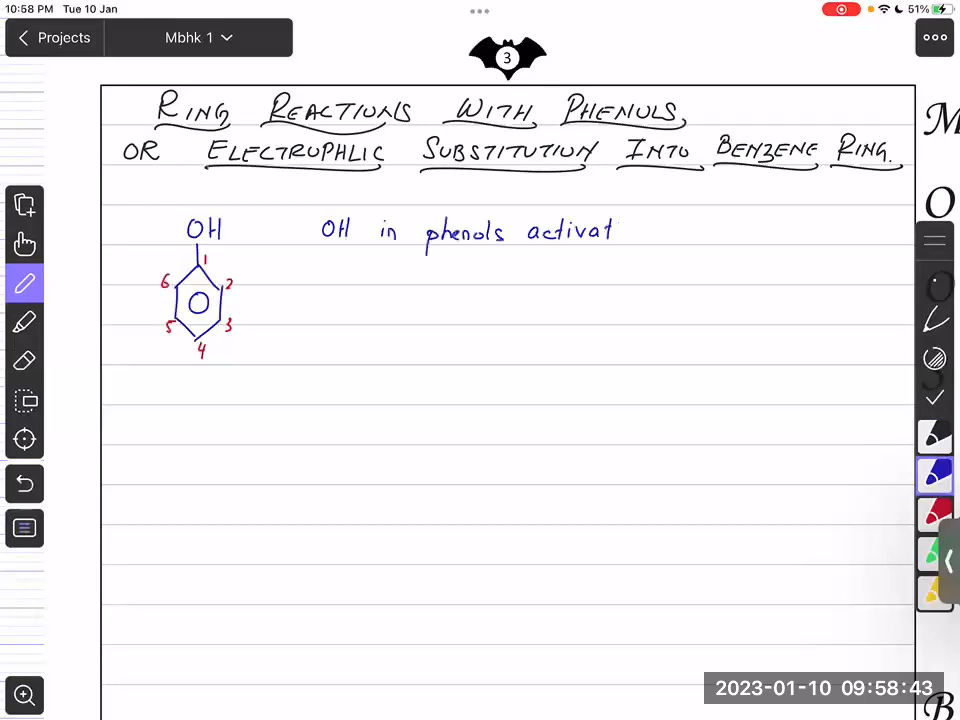 10:58 PM Tue 10 Jan
51%
Projects
Mbhk 1
3
RING REACTIONS WITH PHENOLS,
OR ELECTROPHLIC SUBSTITUTION INTO BENZENE RING.
M
O
OH
OH in phenols activat
1
6
2
5
3
4
B
2023-01-10 09:58:43